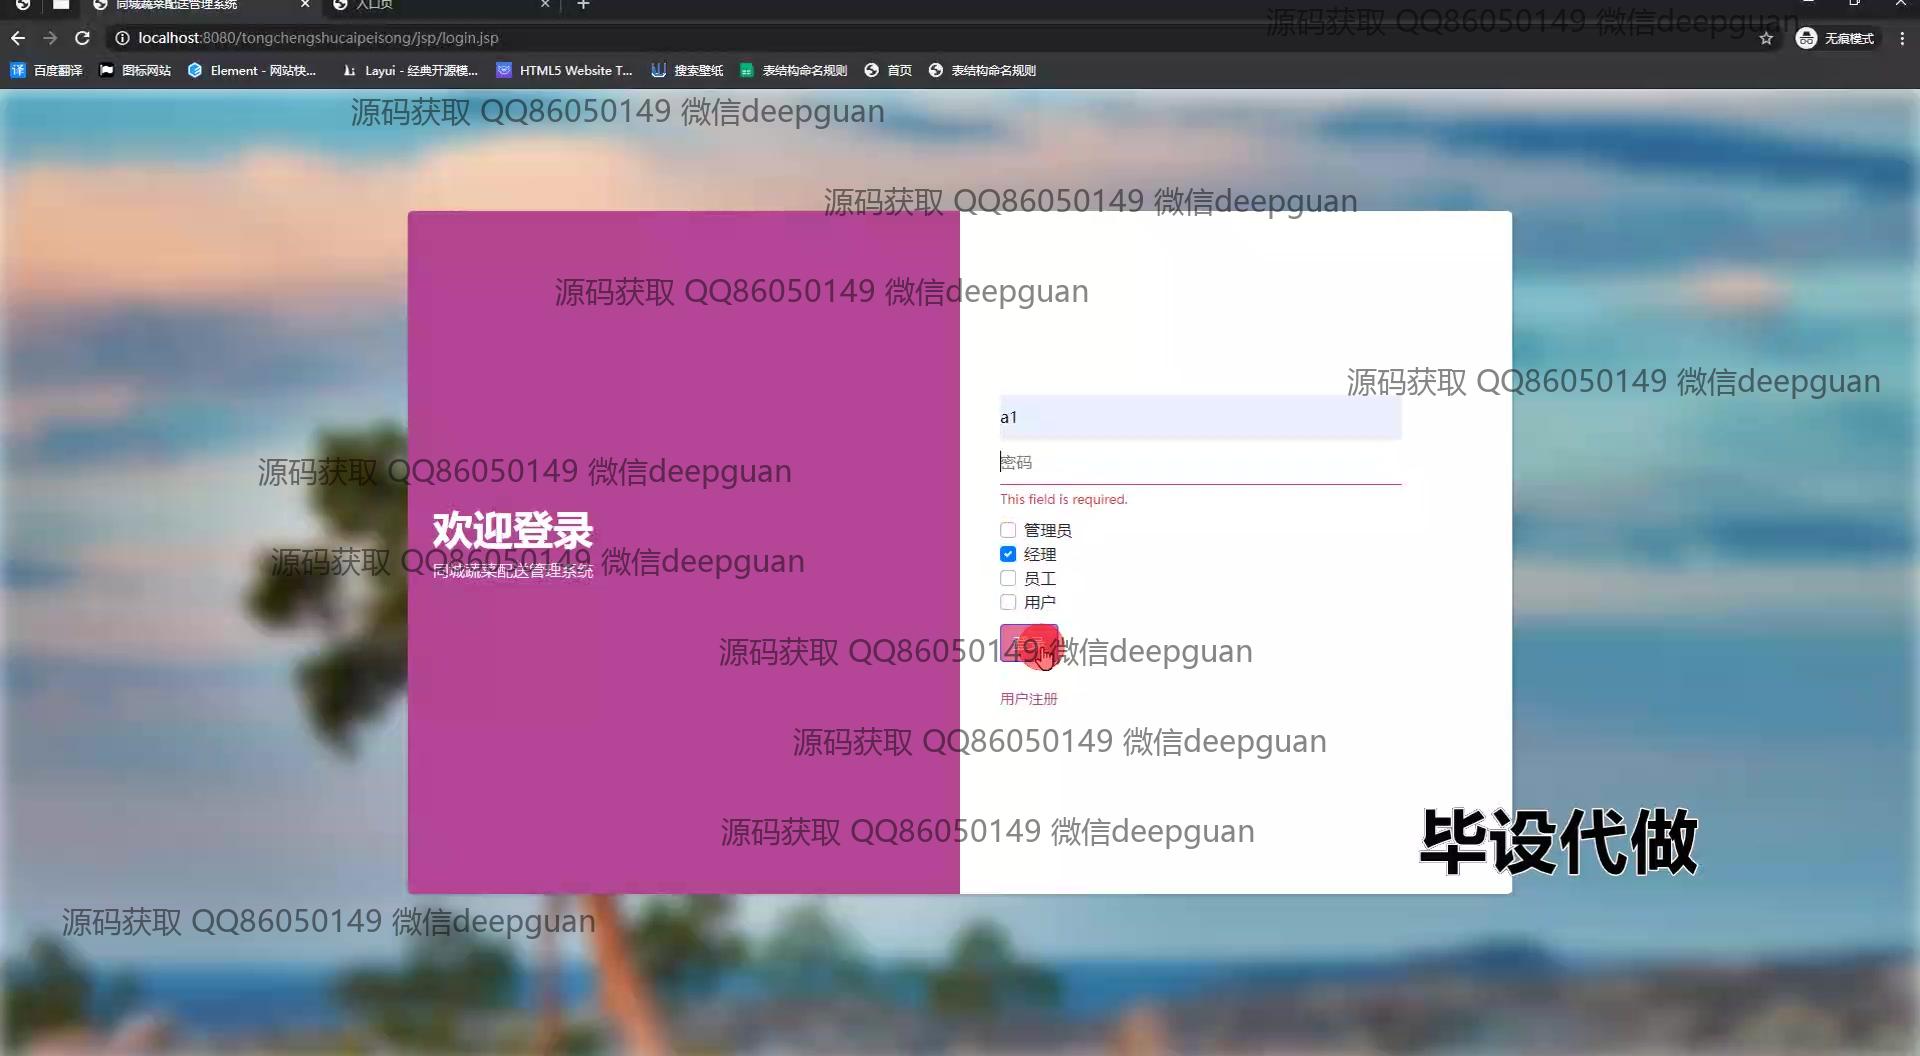 同城蔬菜配送管理系统
入口页
localhost:8080/tongchengshucaipeisong/jsp/login.jsp
无痕模式
源码获取 QQ86050149 微信deepguan
译 百度翻译
图标网站
Element - 网站快...
Layui - 经典开源模...
HTML5 Website T...
搜索壁纸
表结构命名规则
首页
表结构命名规则
源码获取 QQ86050149 微信deepguan
源码获取 QQ86050149 微信deepguan
源码获取 QQ86050149 微信deepguan
源码获取 QQ86050149 微信deepguan
a1
密码
源码获取 QQ86050149 微信deepguan
This field is required.
欢迎登录
管理员
经理
源码获取 QQ86050149 微信deepguan
同城蔬菜配送管理系统
员工
用户
源码获取 QQ86050149 微信deepguan
用户注册
源码获取 QQ86050149 微信deepguan
源码获取 QQ86050149 微信deepguan
毕设代做
源码获取 QQ86050149 微信deepguan